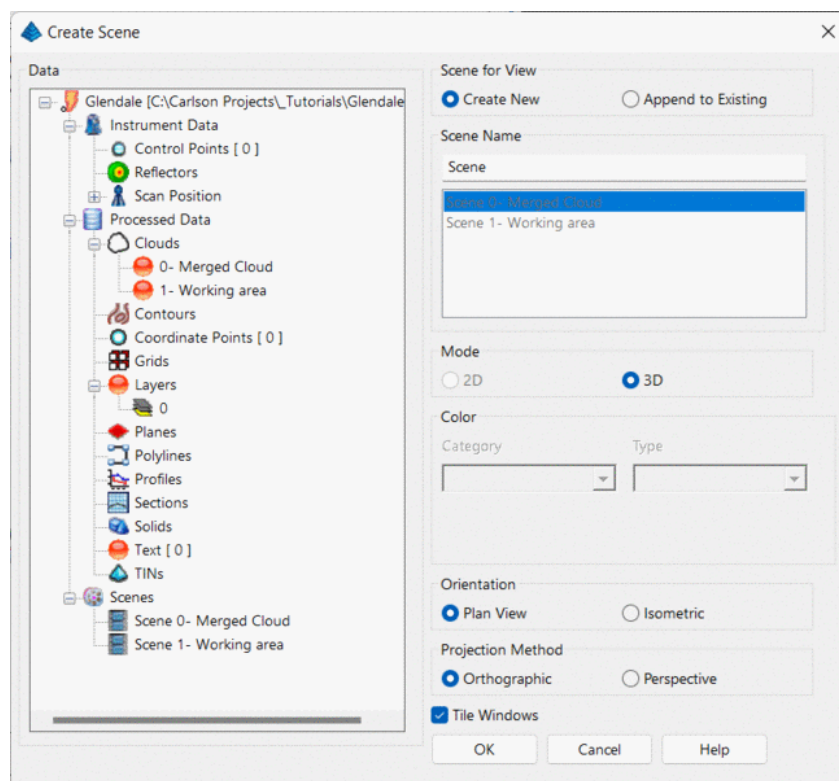 Create Scene
Data
Glendale [C:\Carlson Projects\_Tutorials\Glendale
Instrument Data
Control Points [ 0 ]
Reflectors
Scan Position
Processed Data
Clouds
0- Merged Cloud
1- Working area
Contours
Coordinate Points [ 0 ]
Grids
Layers
0
Planes
Polylines
Profiles
Sections
Solids
Text [ 0 ]
TINs
Scenes
Scene 0- Merged Cloud
Scene 1- Working area
Scene for View
Create New
Append to Existing
Scene Name
Scene
Scene 0- Merged Cloud
Scene 1- Working area
Mode
2D
3D
Color
Category
Type
Orientation
Plan View
Isometric
Projection Method
Orthographic
Perspective
Tile Windows
OK
Cancel
Help